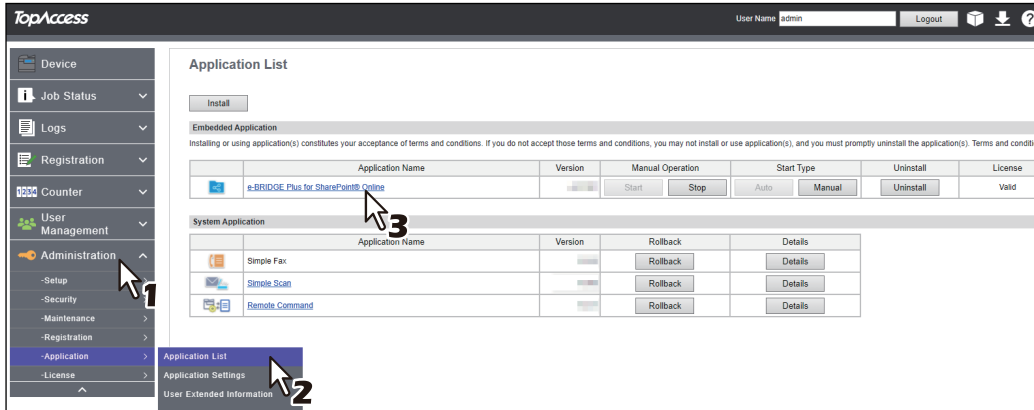 TopAccess
User Name admin Logout
Device
Job Status
Logs
Registration
1234 Counter
User
Management
Administration
-Setup
-Security
-Maintenance
-Registration
-Application
-License
1
Application List
Application Settings
User Extended Information
2
Application List
Install
Embedded Application
Installing or using application(s) constitutes your acceptance of terms and conditions. If you do not accept those terms and conditions, you may not install or use application(s), and you must promptly uninstall the application(s). Terms and conditi
Application Name Version Manual Operation Start Type Uninstall License
e-BRIDGE Plus for SharePoint® Online Start Stop Auto Manual Uninstall Valid
3
System Application
Application Name Version Rollback Details
Simple Fax Rollback Details
Simple Scan Rollback Details
Remote Command Rollback Details